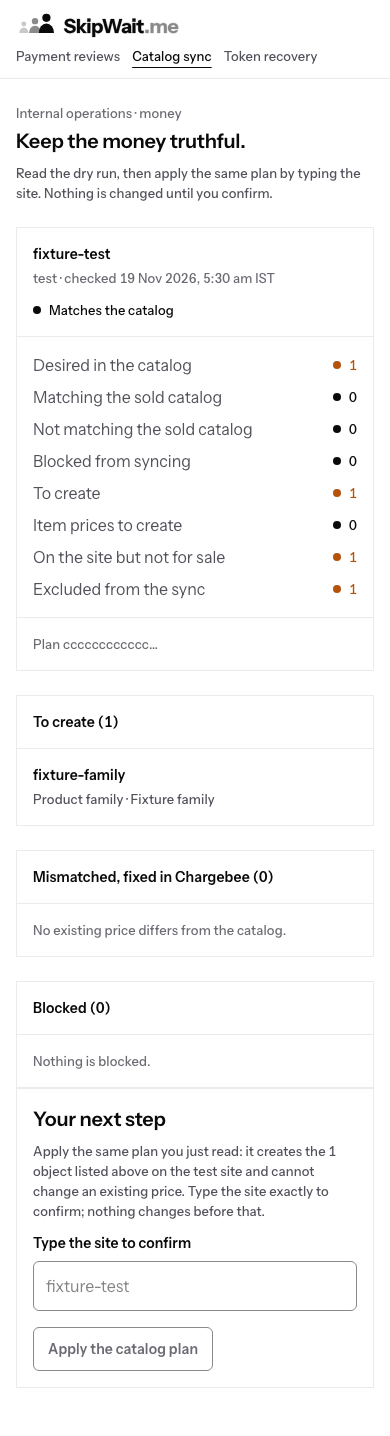 SkipWait.me
Payment reviews Catalog sync Token recovery
Internal operations · money
Keep the money truthful.
Read the dry run, then apply the same plan by typing the
site. Nothing is changed until you confirm.
fixture-test
test · checked 19 Nov 2026, 5:30 am IST
Matches the catalog
Desired in the catalog 1
Matching the sold catalog 0
Not matching the sold catalog 0
Blocked from syncing 0
To create 1
Item prices to create 0
On the site but not for sale 1
Excluded from the sync 1
Plan cccccccccccc…
To create (1)
fixture-family
Product family · Fixture family
Mismatched, fixed in Chargebee (0)
No existing price differs from the catalog.
Blocked (0)
Nothing is blocked.
Your next step
Apply the same plan you just read: it creates the 1
object listed above on the test site and cannot
change an existing price. Type the site exactly to
confirm; nothing changes before that.
Type the site to confirm
fixture-test
Apply the catalog plan